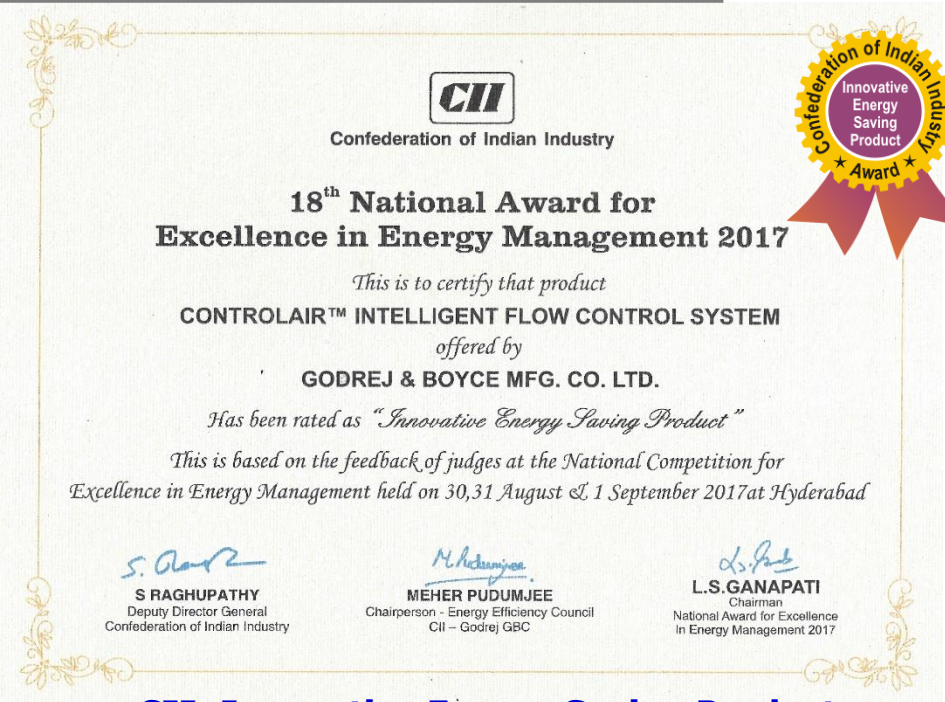 CII
Confederation of Indian Industry
Confederation of Indian Industry
Innovative
Energy
Saving
Product
★ Award ★
18th National Award for
Excellence in Energy Management 2017
This is to certify that product
CONTROLAIR™ INTELLIGENT FLOW CONTROL SYSTEM
offered by
GODREJ & BOYCE MFG. CO. LTD.
Has been rated as "Innovative Energy Saving Product"
This is based on the feedback of judges at the National Competition for
Excellence in Energy Management held on 30,31 August & 1 September 2017at Hyderabad
S RAGHUPATHY
Deputy Director General
Confederation of Indian Industry
MEHER PUDUMJEE
Chairperson - Energy Efficiency Council
CII – Godrej GBC
L.S.GANAPATI
Chairman
National Award for Excellence
In Energy Management 2017